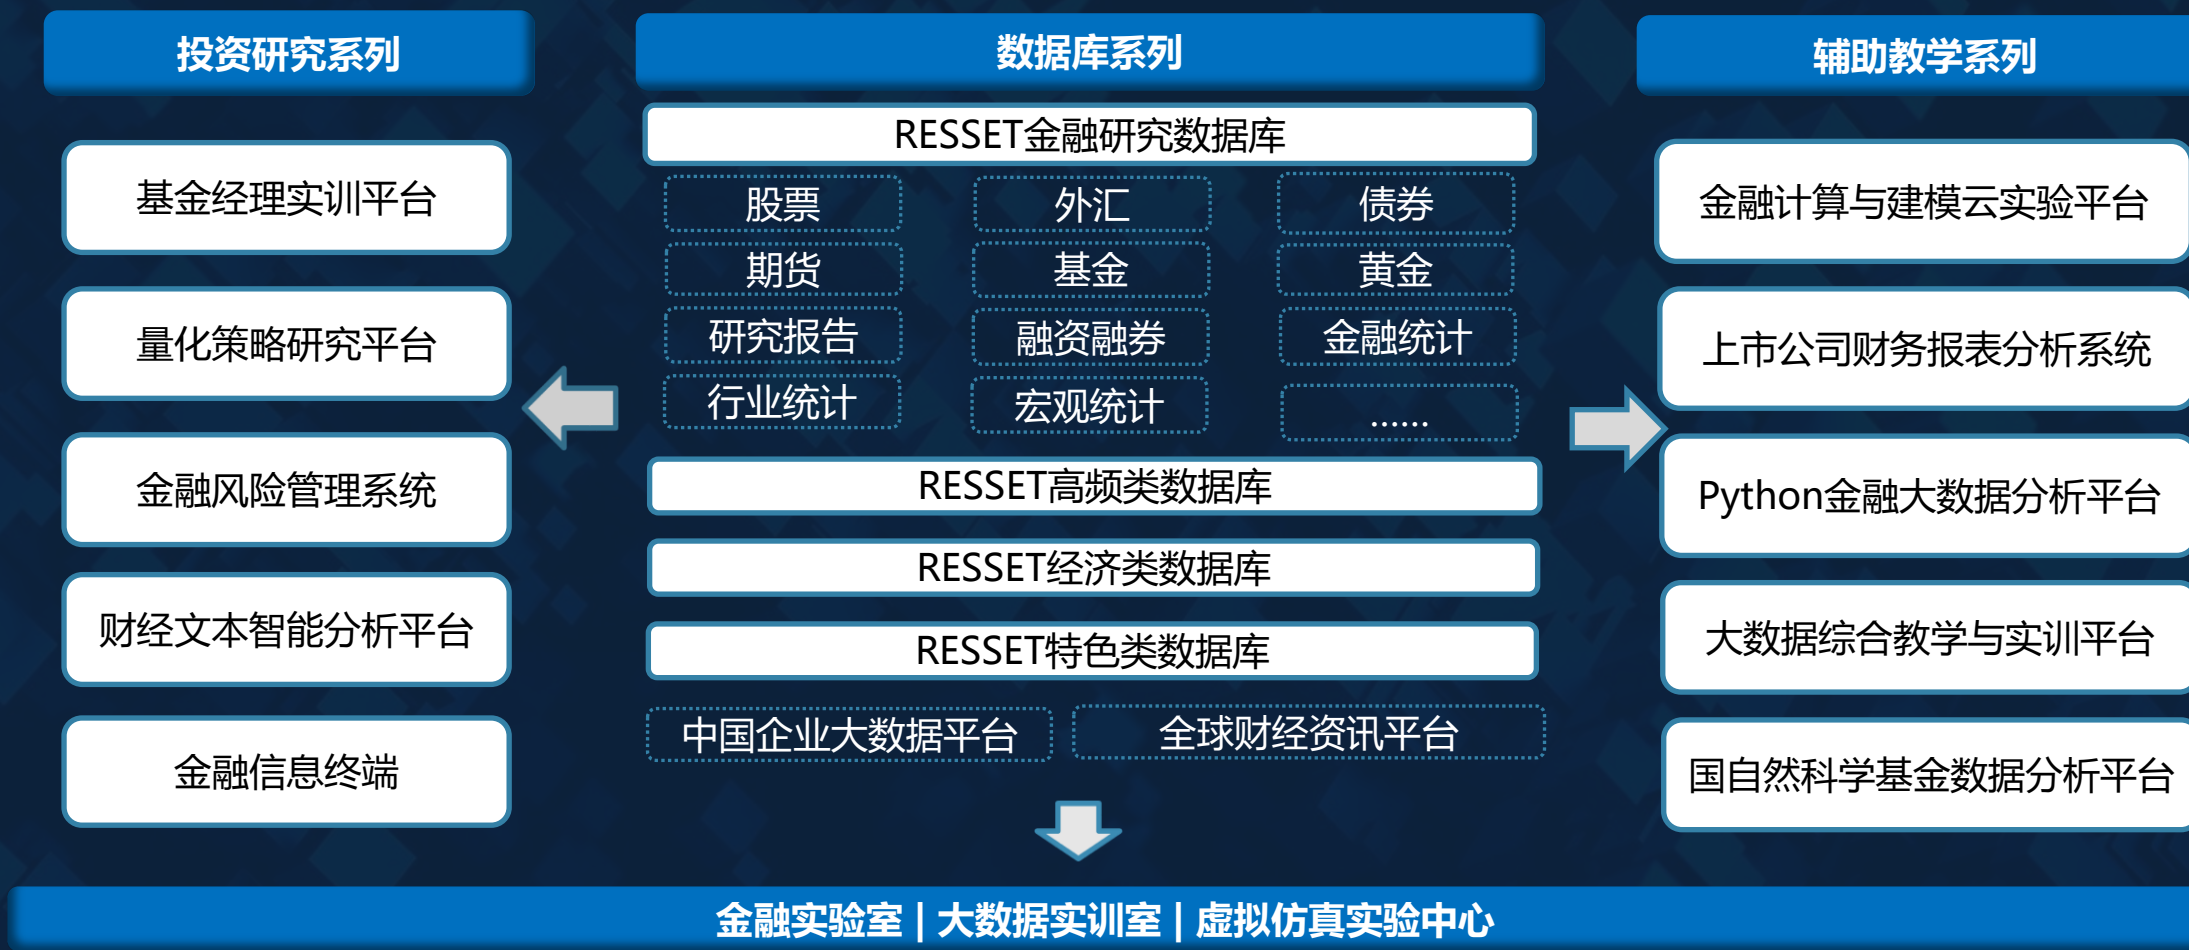 投资研究系列
基金经理实训平台
量化策略研究平台
金融风险管理系统
财经文本智能分析平台
金融信息终端
数据库系列
RESSET金融研究数据库
股票 外汇 债券
期货 基金 黄金
研究报告 融资融券 金融统计
行业统计 宏观统计 ......
RESSET高频类数据库
RESSET经济类数据库
RESSET特色类数据库
中国企业大数据平台 全球财经资讯平台
辅助教学系列
金融计算与建模云实验平台
上市公司财务报表分析系统
Python金融大数据分析平台
大数据综合教学与实训平台
国自然科学基金数据分析平台
金融实验室 | 大数据实训室 | 虚拟仿真实验中心